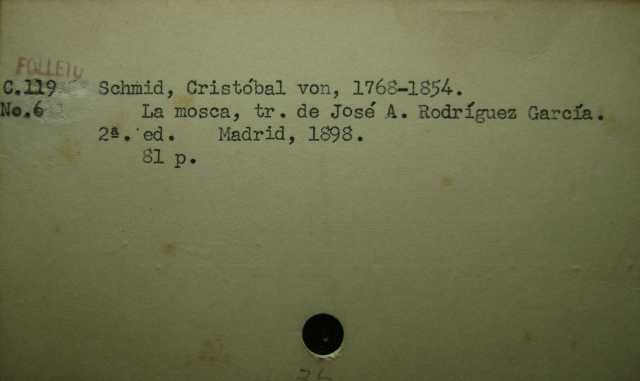 FOLLETO
C.119 Schmid, Cristóbal von, 1768-1854.
No.6 La mosca, tr. de José A. Rodríguez García.
2ª. ed. Madrid, 1898.
81 p.